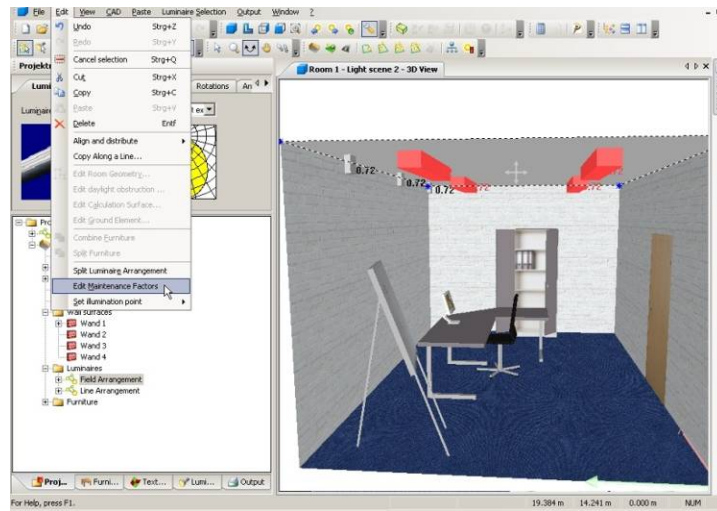 File Edit View CAD Paste Luminaire Selection Output Window ?
Undo Strg+Z
Redo Strg+Y
Cancel selection Strg+Q
Cut Strg+X
Copy Strg+C
Paste Strg+V
Delete Entf
Align and distribute
Copy Along a Line...
Edit Room Geometry...
Edit daylight obstruction ...
Edit Calculation Surface...
Edit Ground Element...
Combine Furniture
Split Furniture
Split Luminaire Arrangement
Edit Maintenance Factors
Set illumination point
Projekt
Lumi
Rotations An
Luminaire
t ex
Pro
Wall surfaces
Wand 1
Wand 2
Wand 3
Wand 4
Luminaires
Field Arrangement
Line Arrangement
Furniture
Proj... Furni... Text... Lumi... Output
Room 1 - Light scene 2 - 3D View
0.72
0.72
0.72
For Help, press F1.
19.384 m 14.241 m 0.000 m NUM